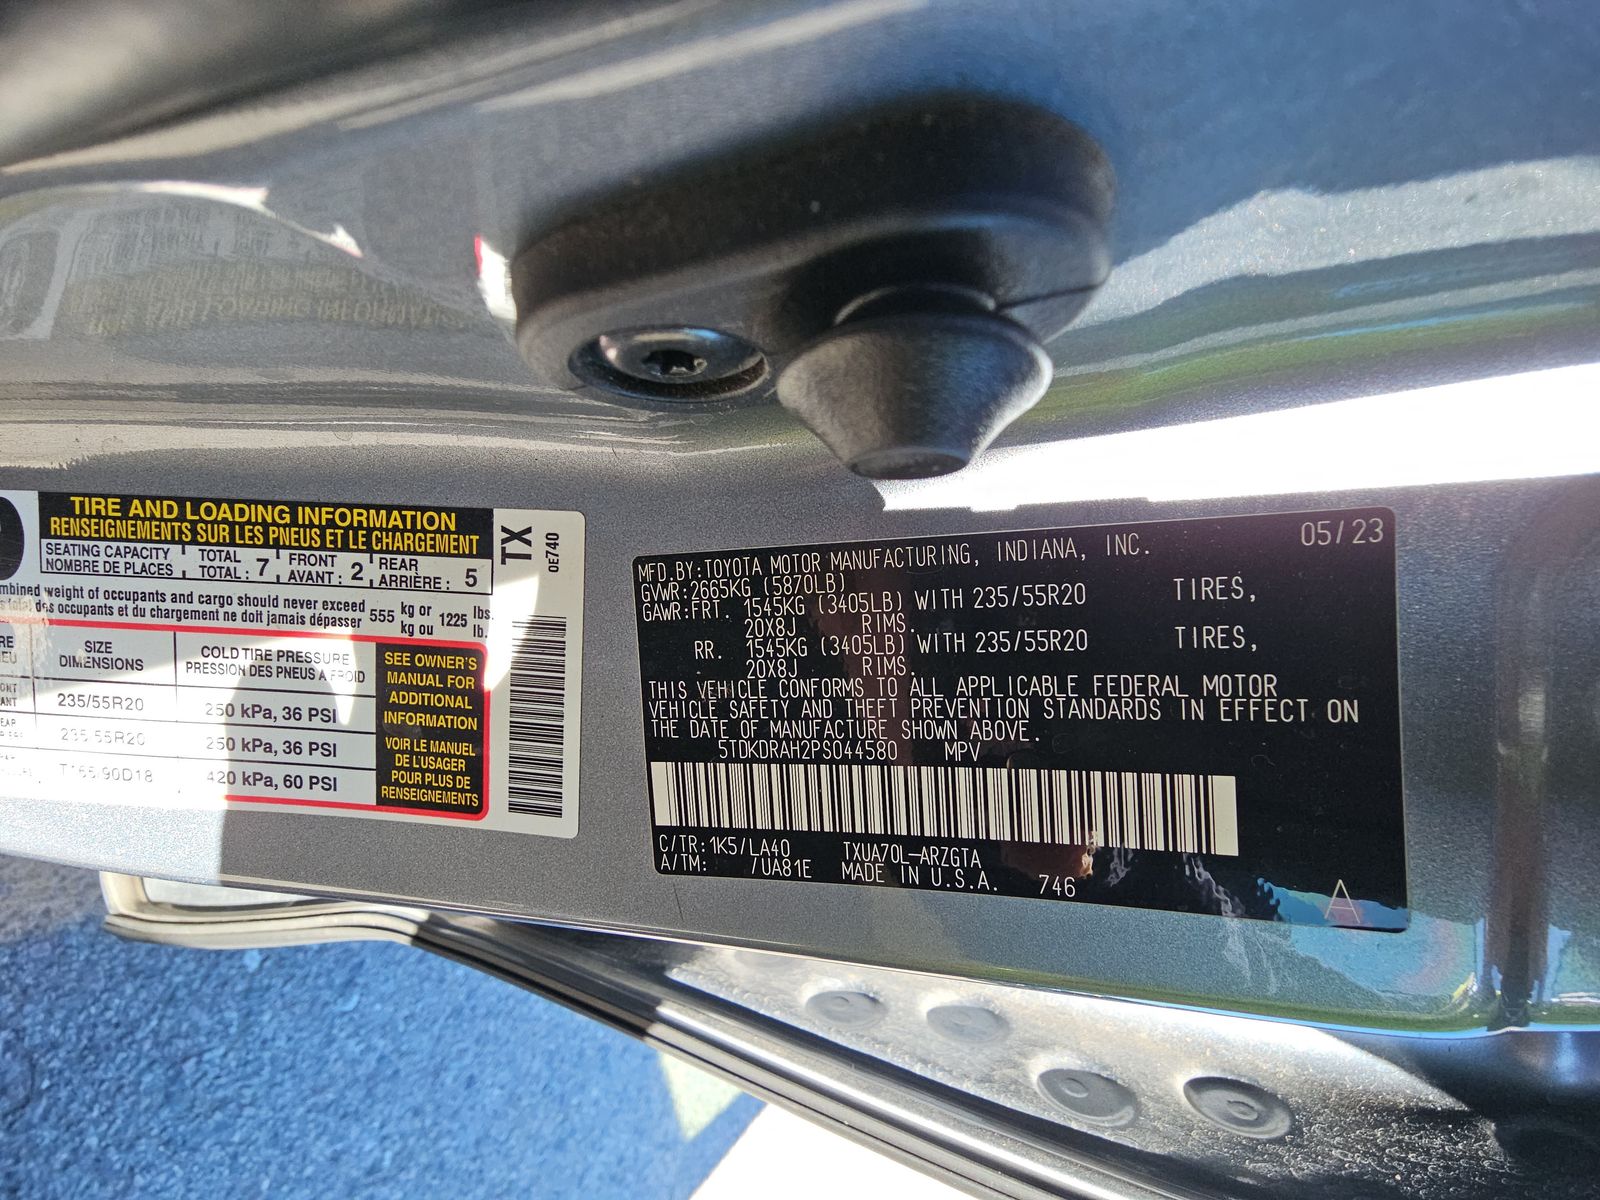 TIRE AND LOADING INFORMATION
RENSEIGNEMENTS SUR LES PNEUS ET LE CHARGEMENT
SEATING CAPACITY
NOMBRE DE PLACES
TOTAL
TOTAL : 7
FRONT
AVANT : 2
REAR
ARRIÈRE : 5
mbined weight of occupants and cargo should never exceed
total des occupants et du chargement ne doit jamais dépasser
555 kg or 1225 lbs.
kg ou lb.
SIZE
DIMENSIONS
COLD TIRE PRESSURE
PRESSION DES PNEUS A FROID
235/55R20
250 kPa, 36 PSI
235/55R20
250 kPa, 36 PSI
T165/90D18
420 kPa, 60 PSI
SEE OWNER'S
MANUAL FOR
ADDITIONAL
INFORMATION
VOIR LE MANUEL
DE L'USAGER
POUR PLUS DE
RENSEIGNEMENTS
TX
0E740
05/23
MFD.BY:TOYOTA MOTOR MANUFACTURING, INDIANA, INC.
GVWR:2665KG (5870LB)
GAWR:FRT. 1545KG (3405LB) WITH 235/55R20 TIRES,
20X8J RIMS.
RR. 1545KG (3405LB) WITH 235/55R20 TIRES,
20X8J RIMS.
THIS VEHICLE CONFORMS TO ALL APPLICABLE FEDERAL MOTOR
VEHICLE SAFETY AND THEFT PREVENTION STANDARDS IN EFFECT ON
THE DATE OF MANUFACTURE SHOWN ABOVE.
5TDKDRAH2PS044580 MPV
C/TR:1K5/LA40 TXUA70L-ARZGTA
A/TM: /UA81E MADE IN U.S.A. 746
A